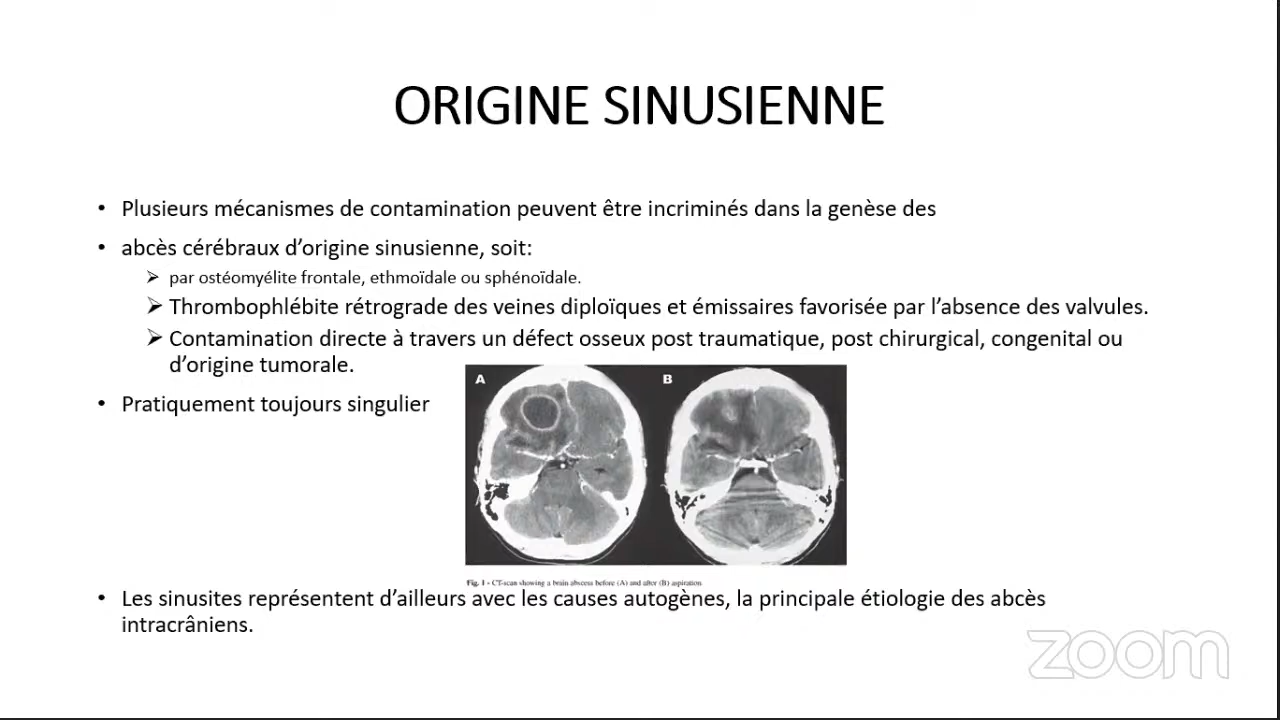 ORIGINE SINUSIENNE
• Plusieurs mécanismes de contamination peuvent être incriminés dans la genèse des
• abcès cérébraux d’origine sinusienne, soit:
➢ par ostéomyélite frontale, ethmoïdale ou sphénoïdale.
➢ Thrombophlébite rétrograde des veines diploïques et émissaires favorisée par l’absence des valvules.
➢ Contamination directe à travers un défect osseux post traumatique, post chirurgical, congenital ou
d’origine tumorale.
A B
• Pratiquement toujours singulier
Fig. 1 - CT-scan showing a brain abscess before (A) and after (B) aspiration
• Les sinusites représentent d’ailleurs avec les causes autogènes, la principale étiologie des abcès
intracrâniens.
zoom